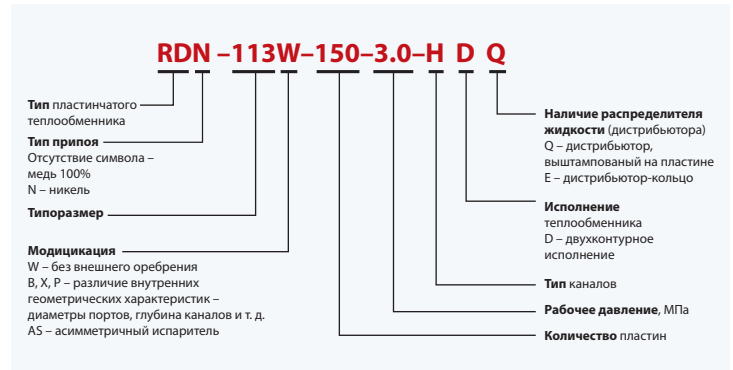 RDN –113W–150–3.0–H D Q
Тип пластинчатого
теплообменника
Тип припоя
Отсутствие символа –
медь 100%
N – никель
Типоразмер
Модицикация
W – без внешнего оребрения
B, X, P – различие внутренних
геометрических характеристик –
диаметры портов, глубина каналов и т. д.
AS – асимметричный испаритель
Наличие распределителя
жидкости (дистрибьютора)
Q – дистрибьютор,
выштампованый на пластине
E – дистрибьютор-кольцо
Исполнение
теплообменника
D – двухконтурное
исполнение
Тип каналов
Рабочее давление, МПа
Количество пластин